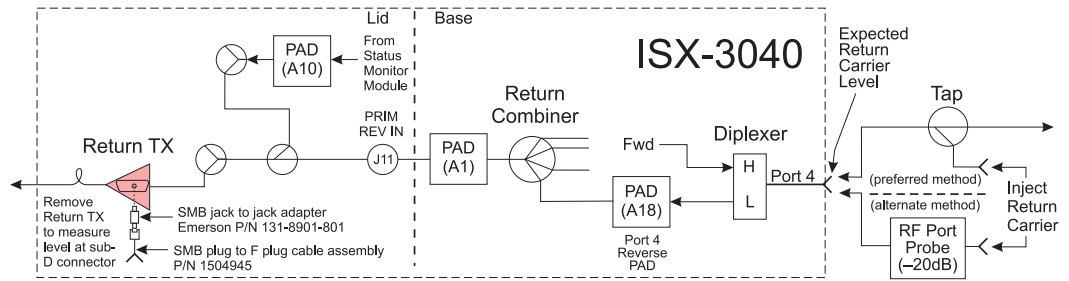 Lid
Base
From
Status
Monitor
Module
PAD
(A10)
ISX-3040
Expected
Return
Carrier
Level
Tap
Return TX
PRIM
REV IN
J11
PAD
(A1)
Return
Combiner
Fwd
Diplexer
H
L
Port 4
PAD
(A18)
Port 4
Reverse
PAD
(preferred method)
(alternate method)
Inject
Return
Carrier
RF Port
Probe
(–20dB)
Remove
Return TX
to measure
level at sub-
D connector
SMB jack to jack adapter
Emerson P/N 131-8901-801
SMB plug to F plug cable assembly
P/N 1504945